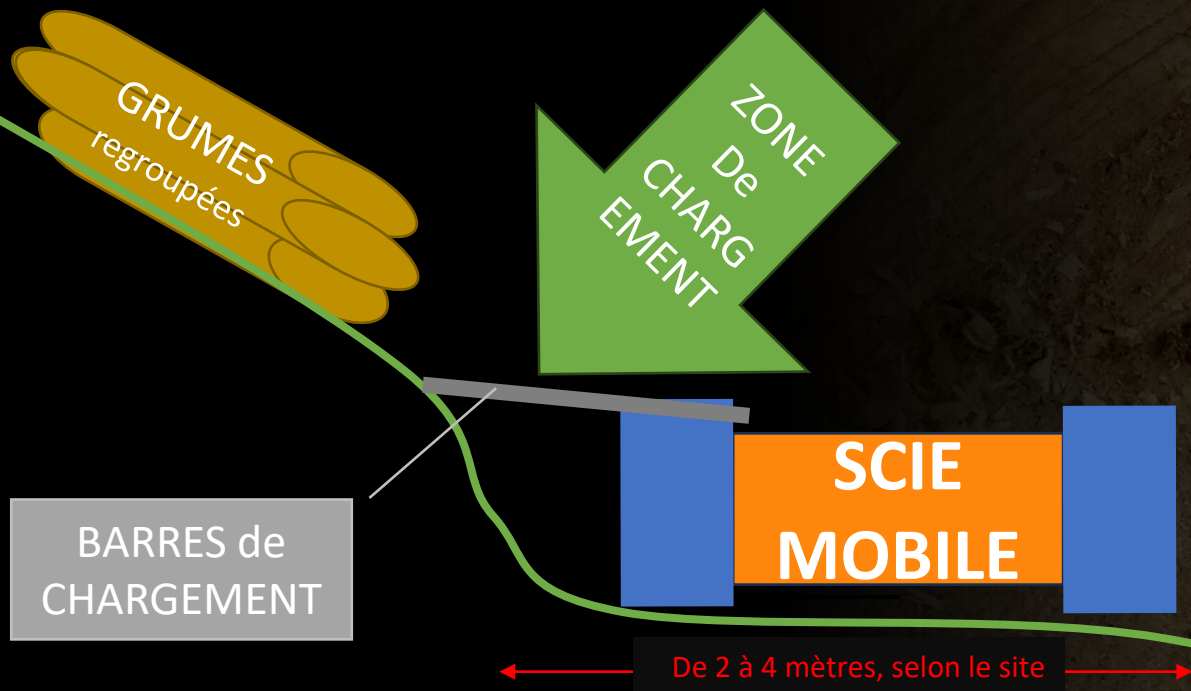 GRUMES
regroupées
ZONE
De
CHARG
EMENT
BARRES de
CHARGEMENT
SCIE
MOBILE
De 2 à 4 mètres, selon le site